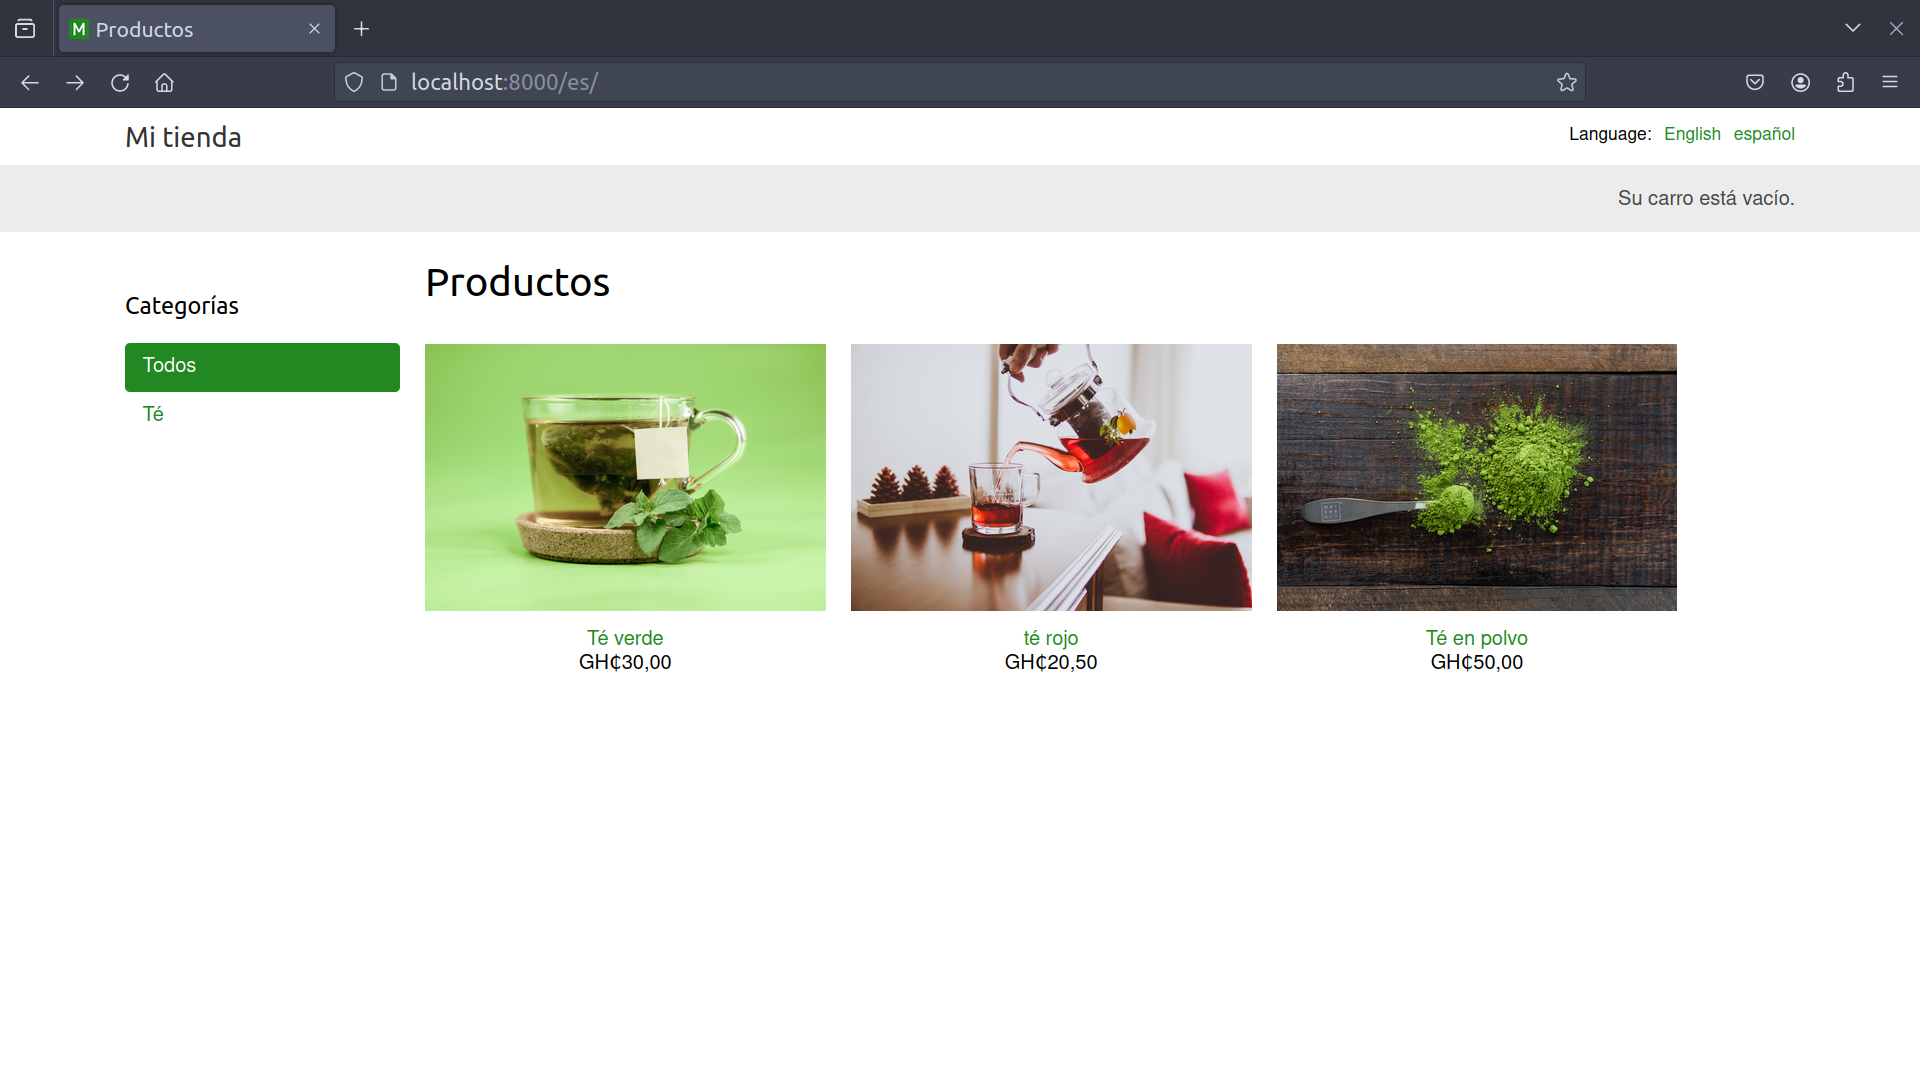 M Productos
localhost:8000/es/
Mi tienda
Language: English español
Su carro está vacío.
Categorías
Todos
Té
Productos
Té verde
GH₵30,00
té rojo
GH₵20,50
Té en polvo
GH₵50,00